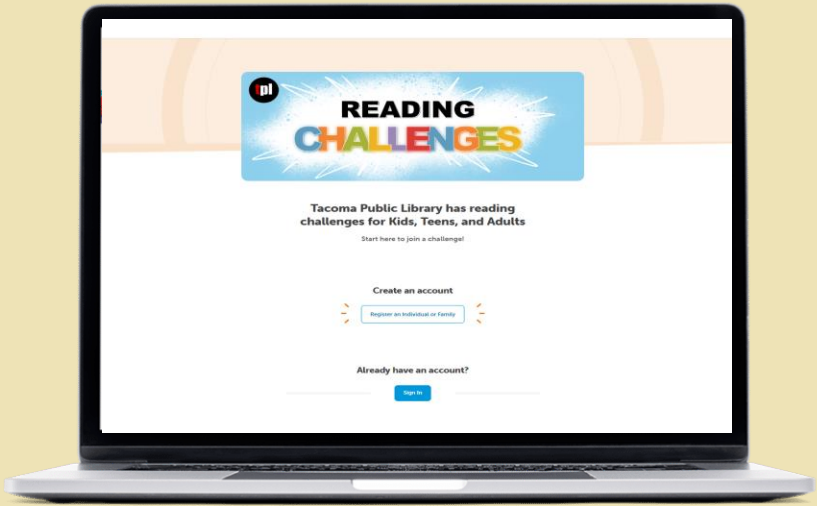 tpl
READING
CHALLENGES
Tacoma Public Library has reading
challenges for Kids, Teens, and Adults
Start here to join a challenge!
Create an account
Register an Individual or Family
Already have an account?
Sign In